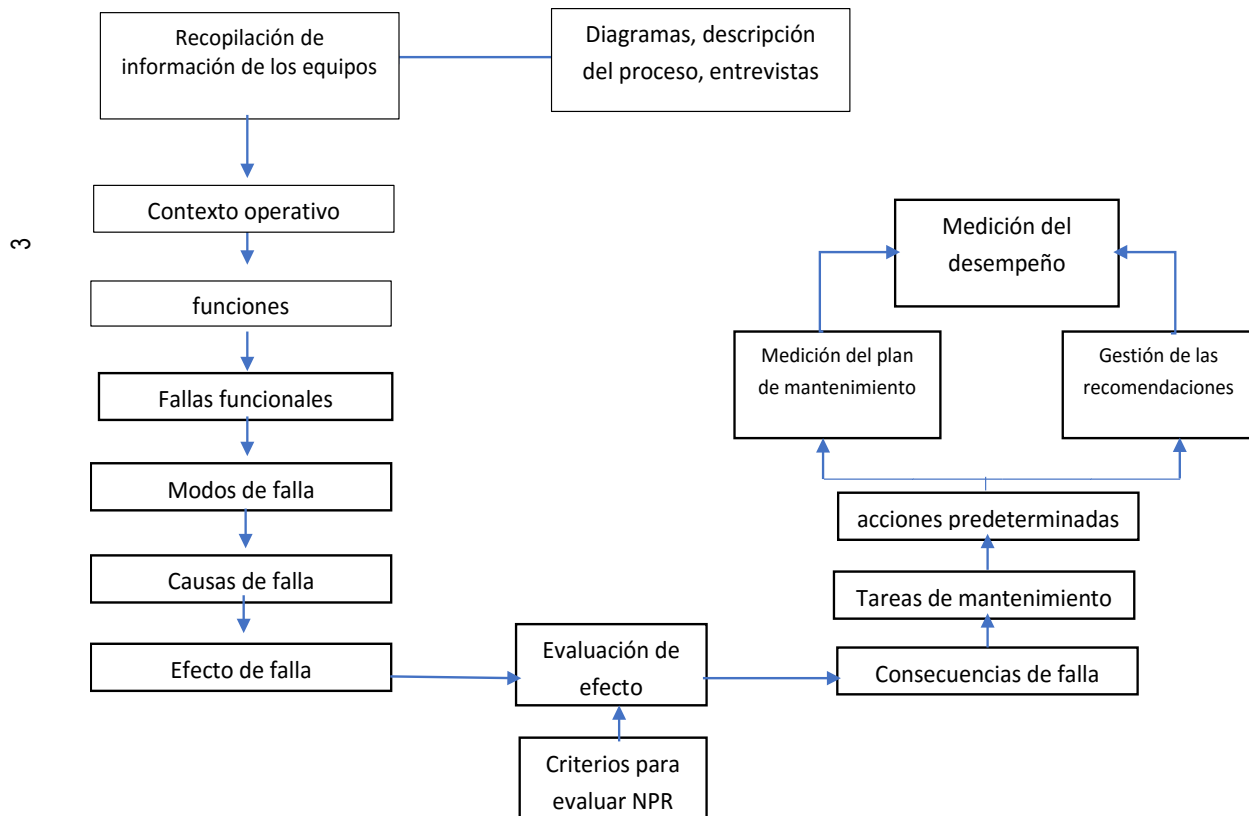 Recopilación de
información de los equipos
Diagramas, descripción
del proceso, entrevistas
Contexto operativo
funciones
Fallas funcionales
Modos de falla
Causas de falla
Efecto de falla
Evaluación de
efecto
Criterios para
evaluar NPR
Consecuencias de falla
Tareas de mantenimiento
acciones predeterminadas
Medición del plan
de mantenimiento
Gestión de las
recomendaciones
Medición del
desempeño
3